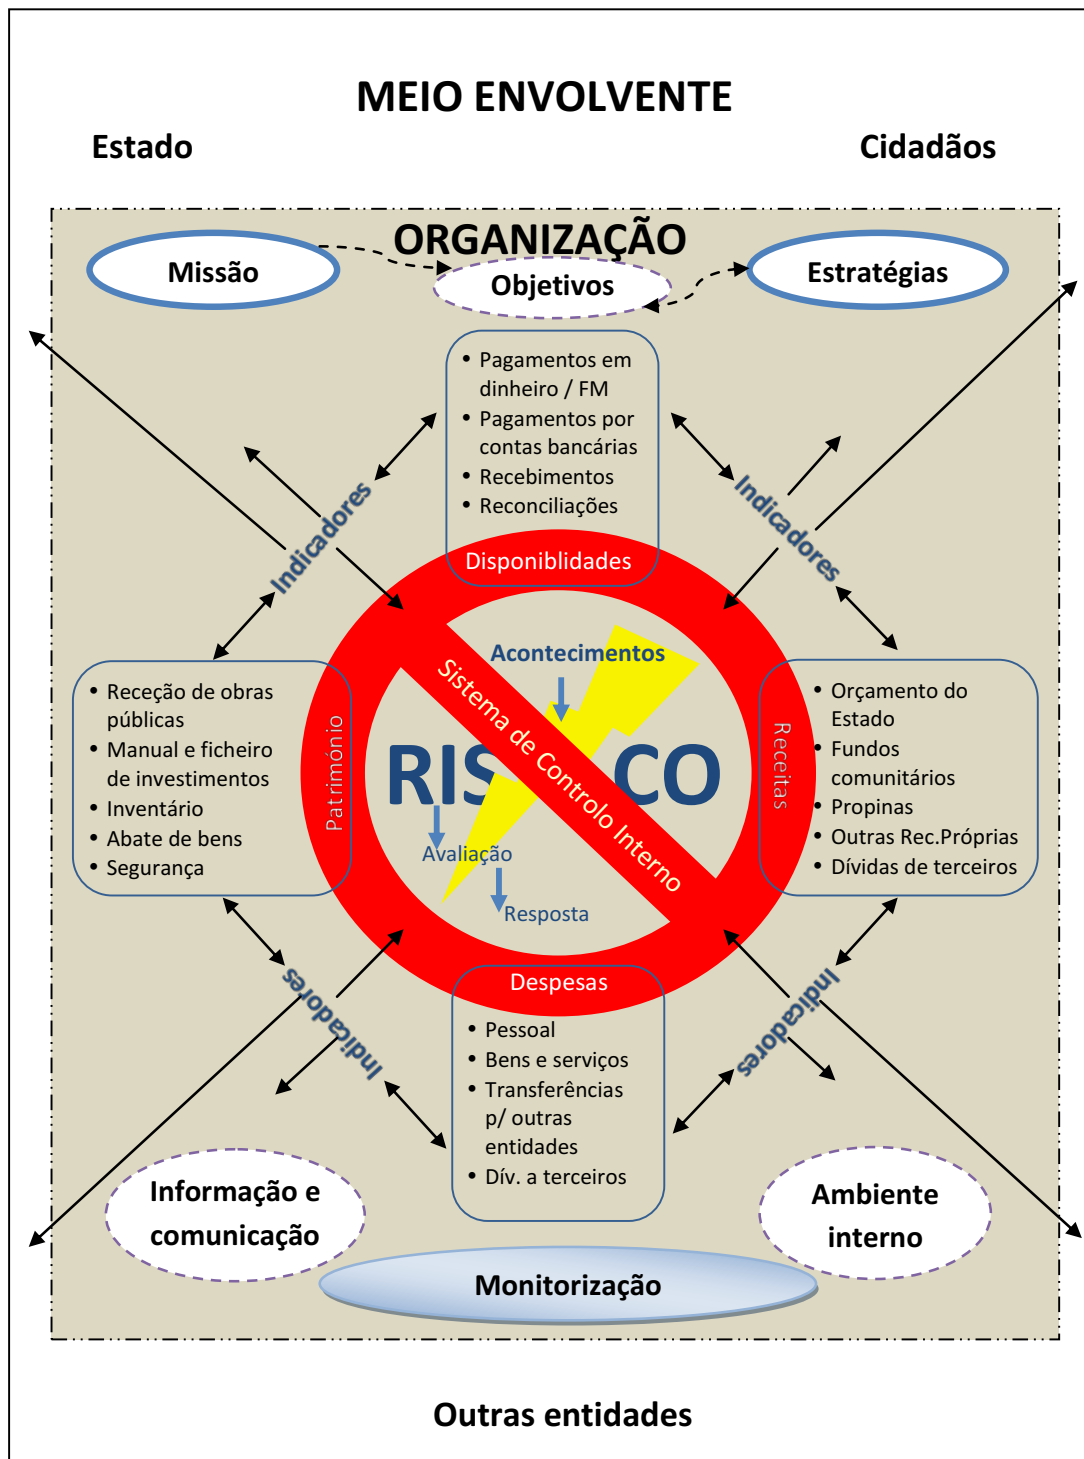 MEIO ENVOLVENTE
Estado
Cidadãos
ORGANIZAÇÃO
Missão
Objetivos
Estratégias
• Pagamentos em
dinheiro / FM
• Pagamentos por
contas bancárias
• Recebimentos
• Reconciliações
Indicadores
Indicadores
Disponiblidades
Acontecimentos
Sistema de Controlo Interno
• Receção de obras
públicas
• Manual e ficheiro
de investimentos
• Inventário
• Abate de bens
• Segurança
Património
RIS CO
Avaliação
Resposta
Receitas
• Orçamento do
Estado
• Fundos
comunitários
• Propinas
• Outras Rec.Próprias
• Dívidas de terceiros
Indicadores
Indicadores
Despesas
• Pessoal
• Bens e serviços
• Transferências
p/ outras
entidades
• Dív. a terceiros
Informação e
comunicação
Ambiente
interno
Monitorização
Outras entidades